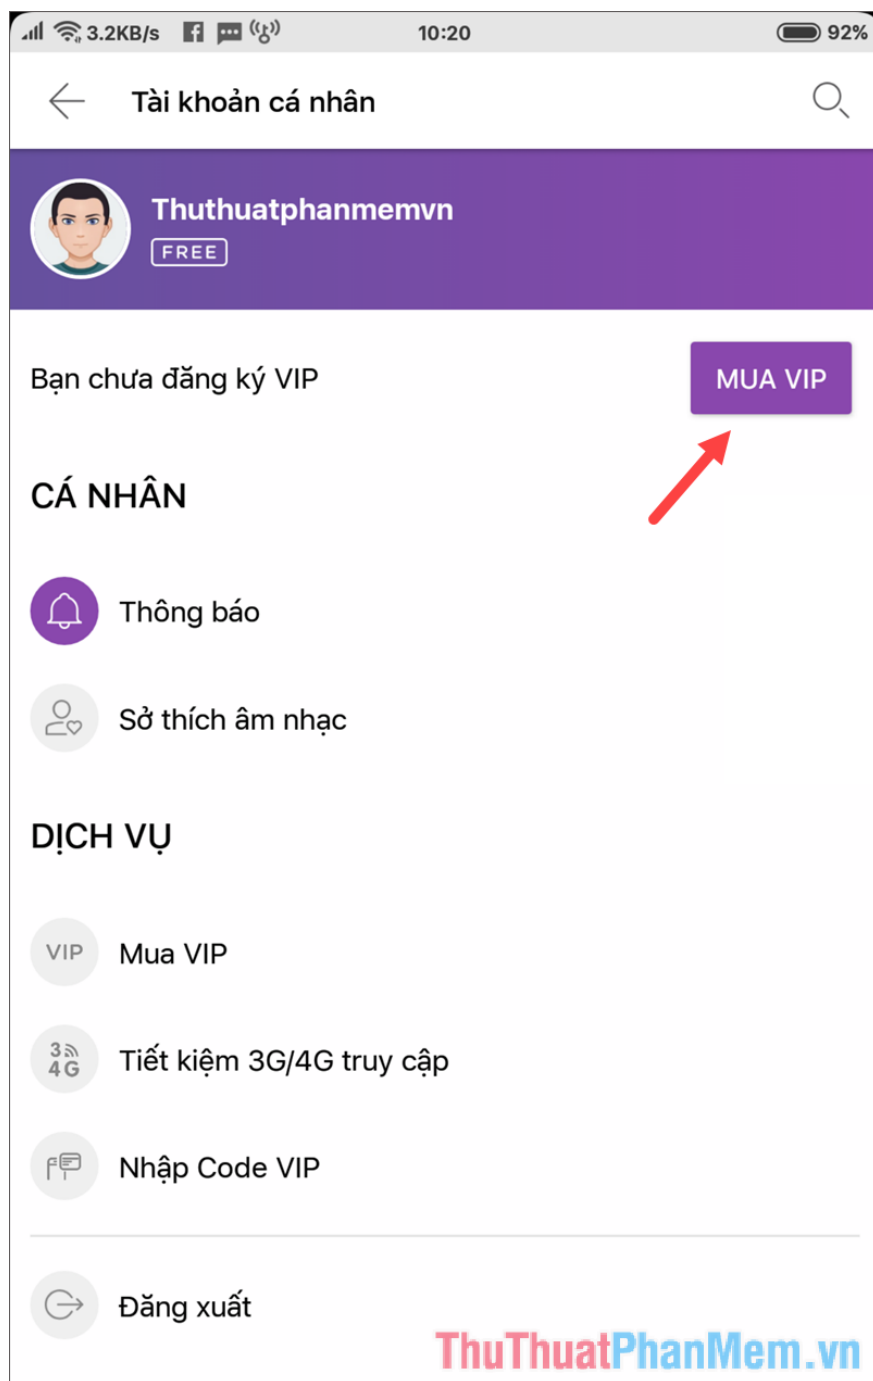 3.2KB/s 10:20 92%
Tài khoản cá nhân
Thuthuatphanmemvn
FREE
Bạn chưa đăng ký VIP MUA VIP
CÁ NHÂN
Thông báo
Sở thích âm nhạc
DỊCH VỤ
VIP Mua VIP
3 4G Tiết kiệm 3G/4G truy cập
Nhập Code VIP
Đăng xuất
ThuThuatPhanMem.vn